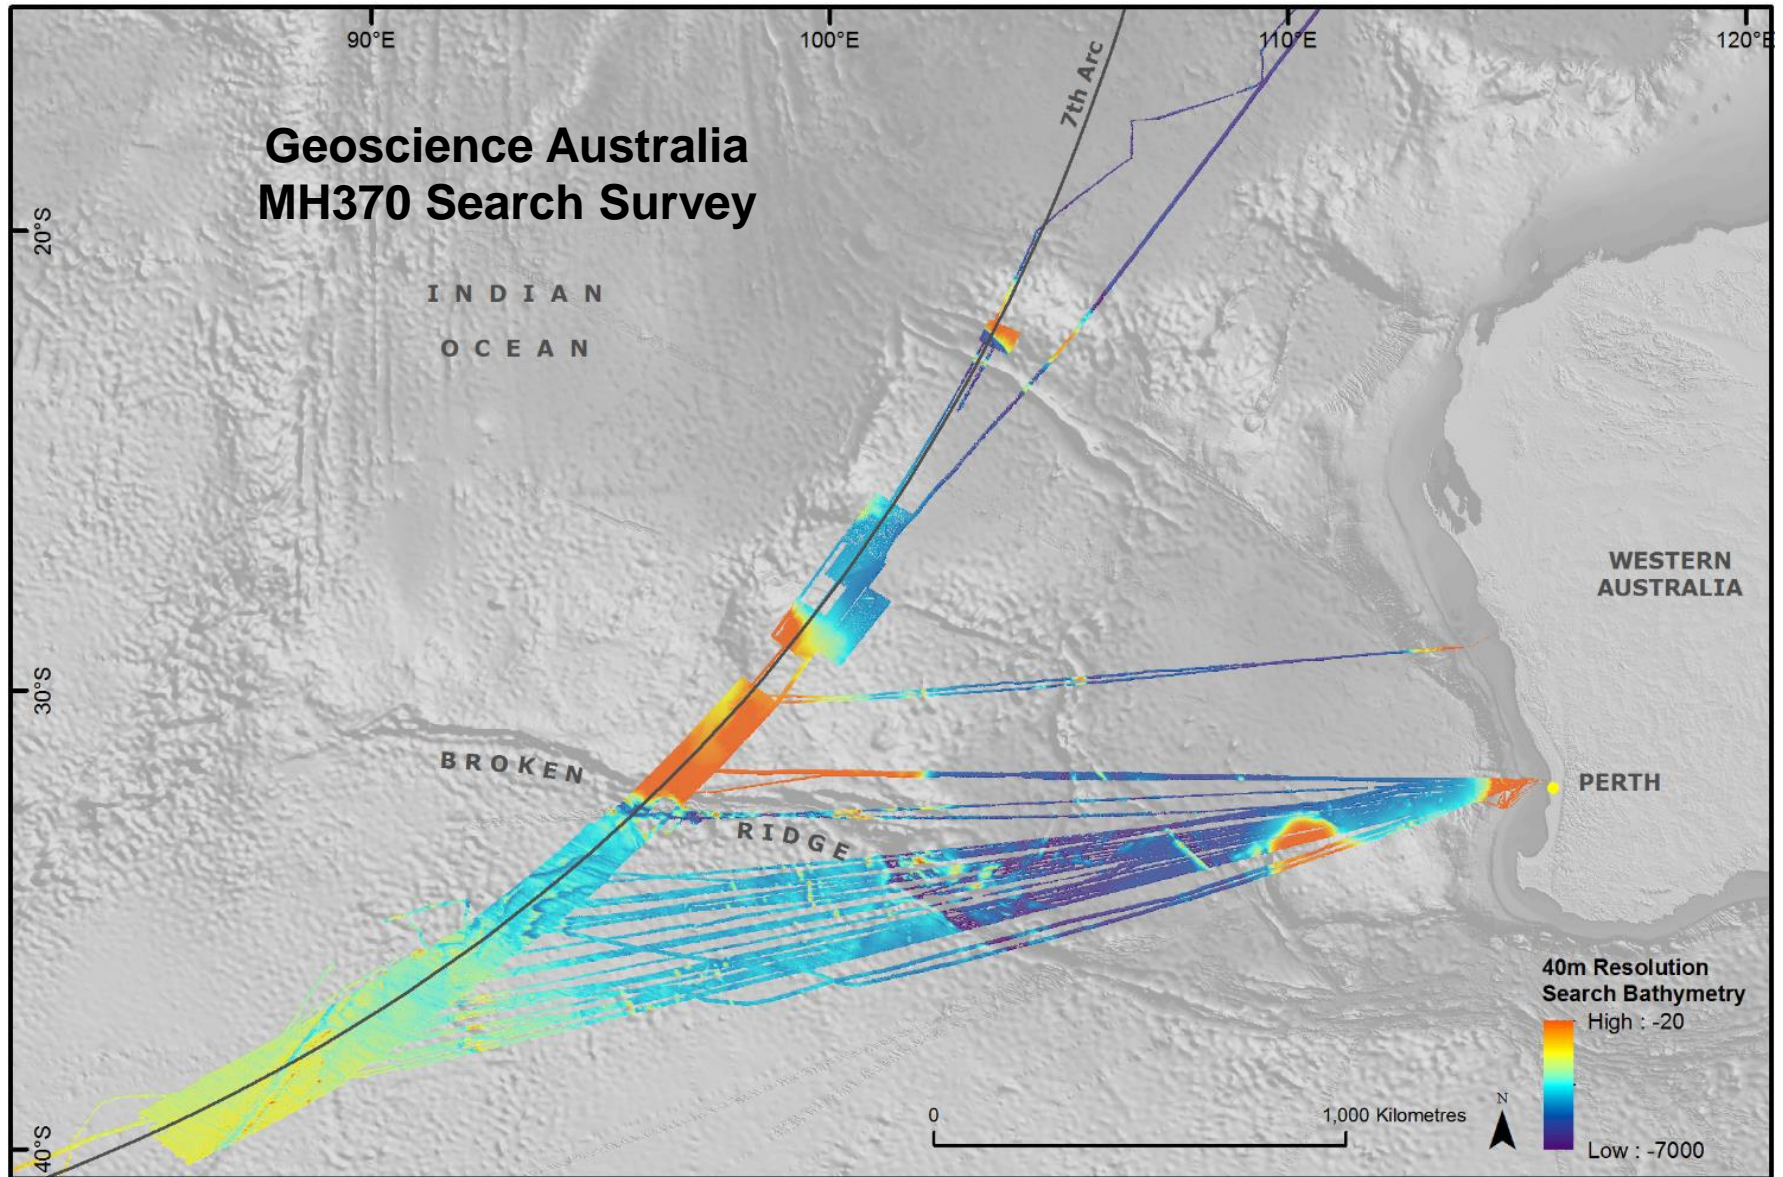 90°E
100°E
110°E
120°E
7th Arc
Geoscience Australia
MH370 Search Survey
20°S
INDIAN
OCEAN
WESTERN
AUSTRALIA
30°S
BROKEN
RIDGE
PERTH
40m Resolution
Search Bathymetry
High : -20
Low : -7000
N
0
1,000 Kilometres
40°S